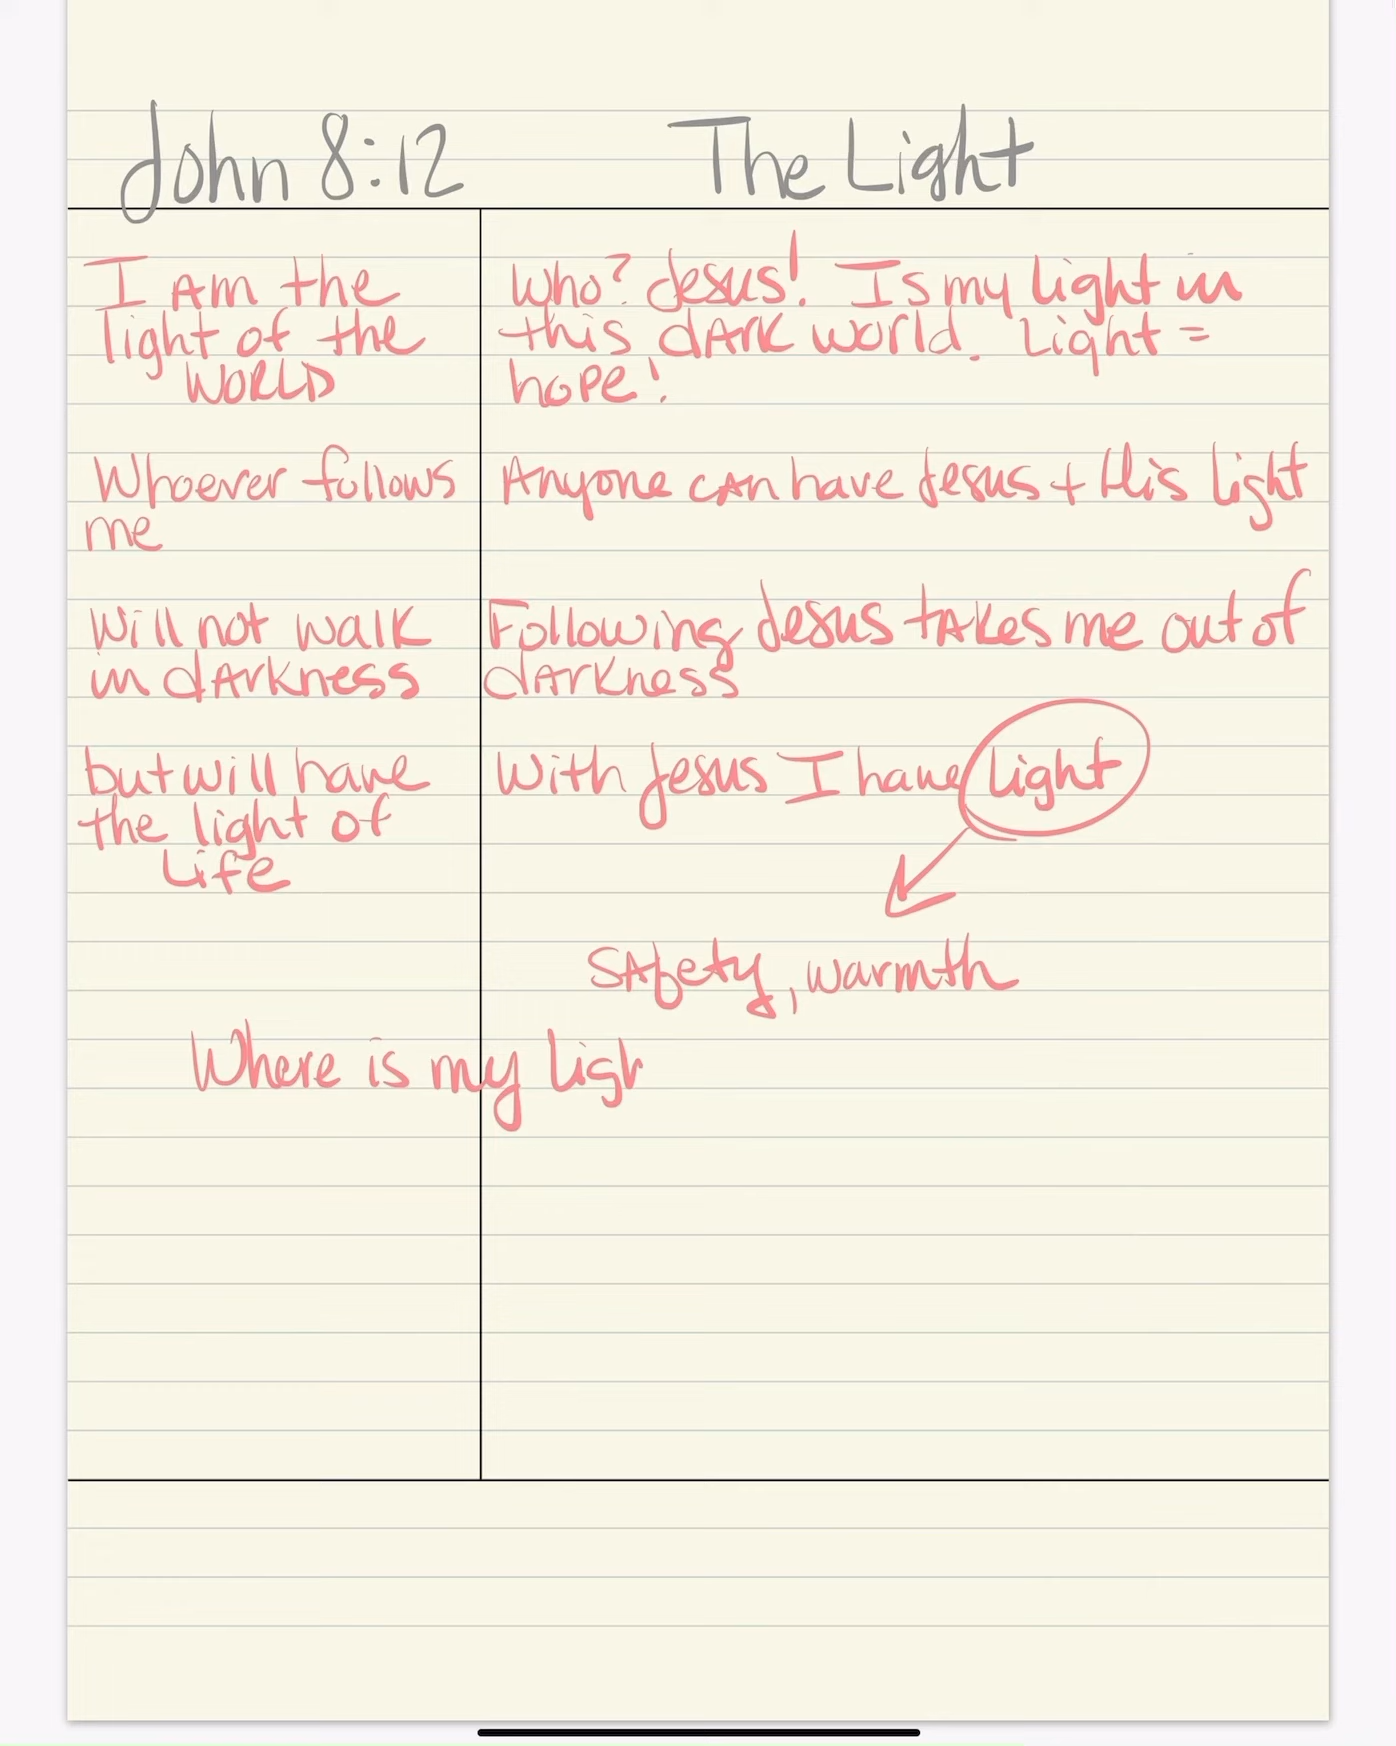 John 8:12 The Light
I AM the
light of the
WORLD
Who? Jesus! Is my light in
this dARK world. Light =
hope!
Whoever follows
me
Anyone cAn have Jesus + His light
Will not walk
in dArkness
Following Jesus tAkes me out of
dArkness
but will have
the light of
Life
With Jesus I have light
SAfety, warmth
Where is my ligh